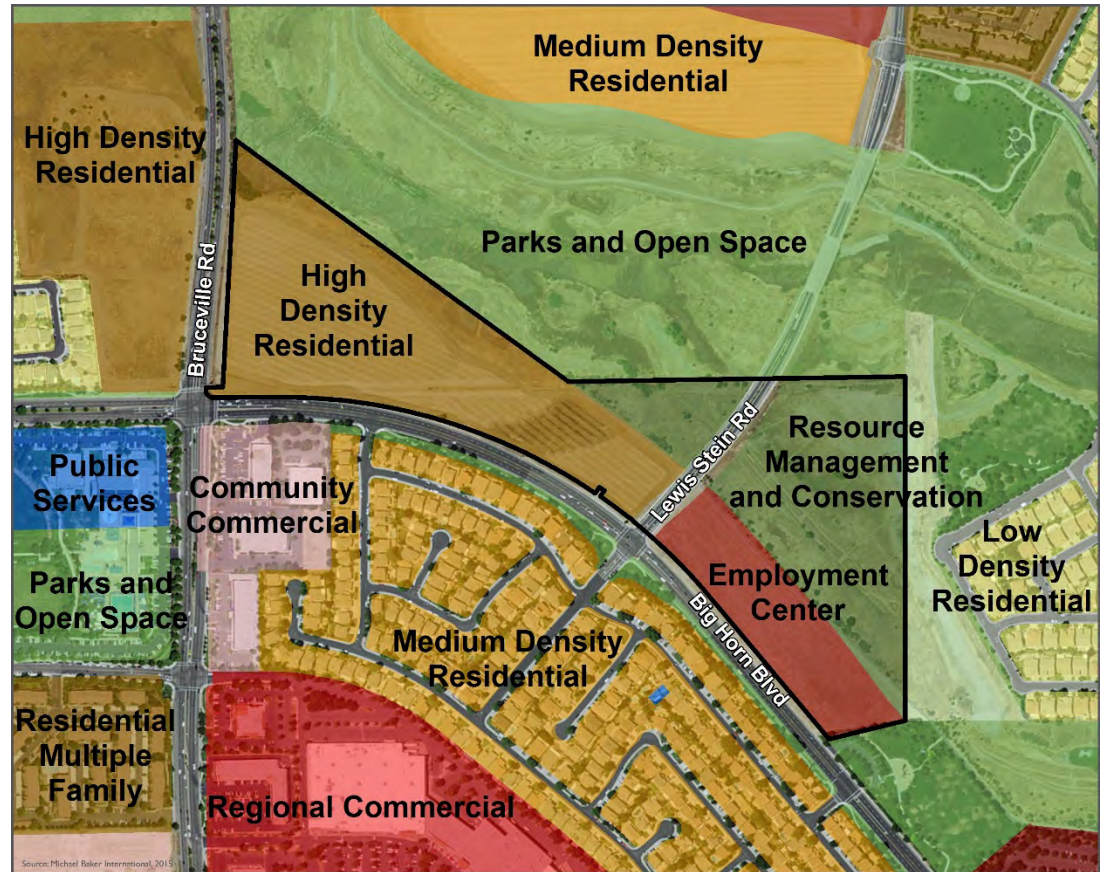 Medium Density
Residential
High Density
Residential
Parks and Open Space
High
Density
Residential
Bruceville Rd
Lewis Stein Rd
Resource
Management
and Conservation
Public
Services
Community
Commercial
Low
Density
Residential
Employment
Center
Parks and
Open Space
Big Horn Blvd
Medium Density
Residential
Residential
Multiple
Family
Regional Commercial
Source: Michael Baker International, 2015